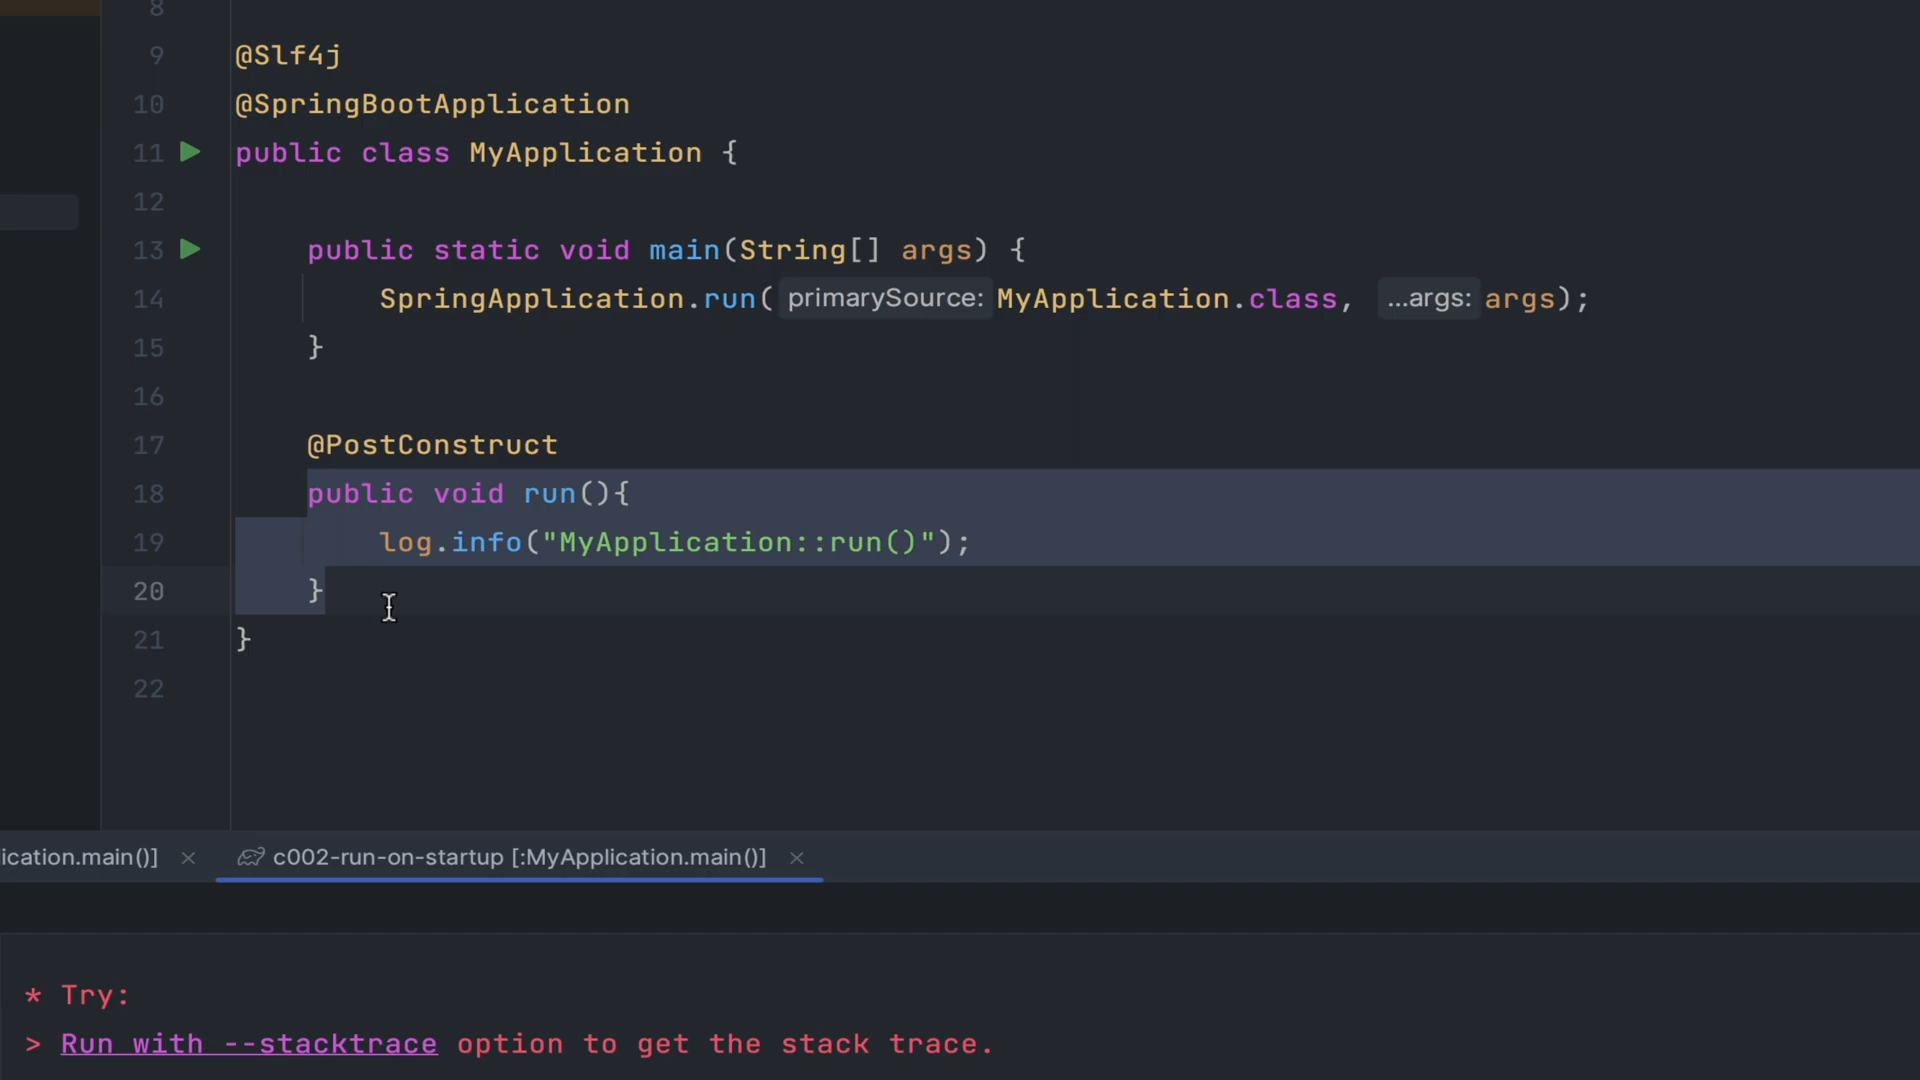 8
9 @Slf4j
10 @SpringBootApplication
11 public class MyApplication {
12
13 public static void main(String[] args) {
14 SpringApplication.run( primarySource: MyApplication.class, ...args: args);
15 }
16
17 @PostConstruct
18 public void run(){
19 log.info("MyApplication::run()");
20 }
21 }
22
ication.main()] × c002-run-on-startup [:MyApplication.main()] ×
* Try:
> Run with --stacktrace option to get the stack trace.